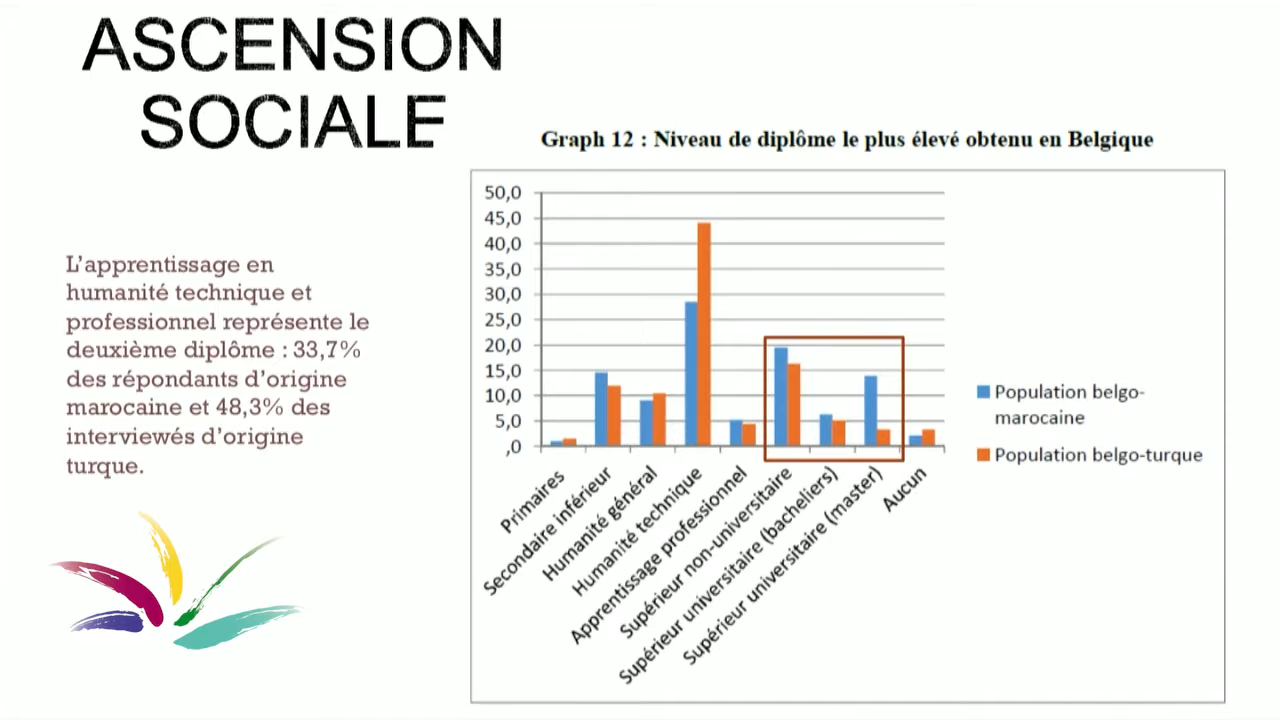 ASCENSION
SOCIALE
Graph 12 : Niveau de diplôme le plus élevé obtenu en Belgique
L’apprentissage en
humanité technique et
professionnel représente le
deuxième diplôme : 33,7%
des répondants d’origine
marocaine et 48,3% des
interviewés d’origine
turque.
50,0
45,0
40,0
35,0
30,0
25,0
20,0
15,0
10,0
5,0
,0
Primaires
Secondaire inférieur
Humanité général
Humanité technique
Apprentissage professionnel
Supérieur non-universitaire
Supérieur universitaire (bacheliers)
Supérieur universitaire (master)
Aucun
Population belgo-
marocaine
Population belgo-turque